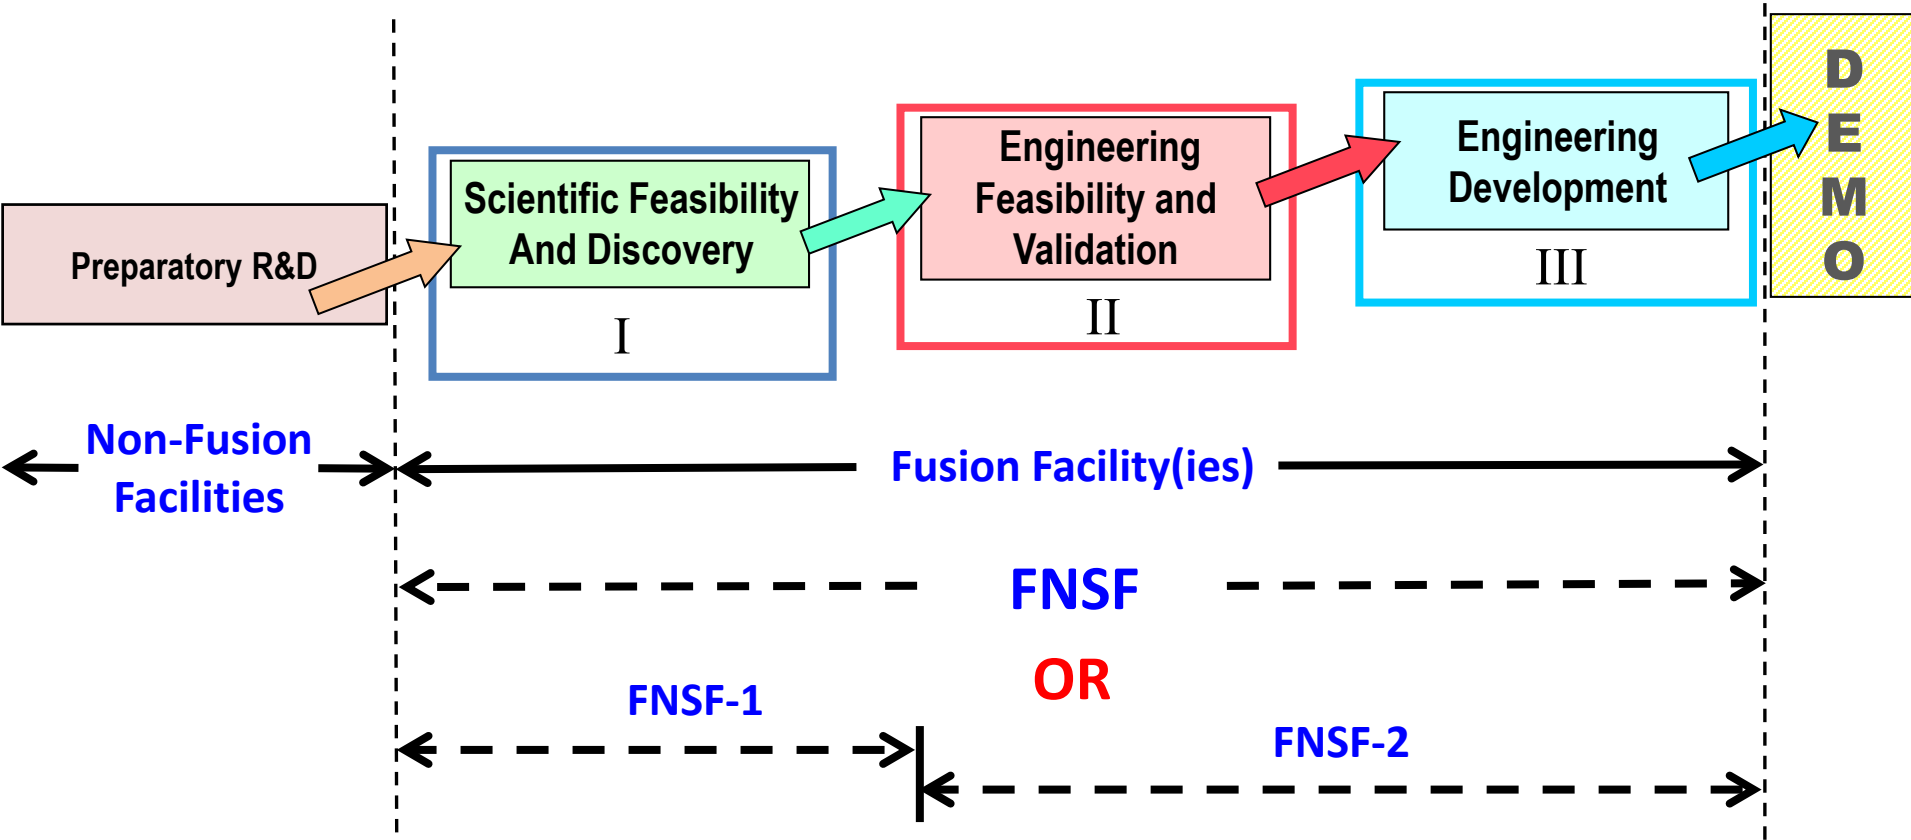 Preparatory R&D
Scientific Feasibility
And Discovery
I
Engineering
Feasibility and
Validation
II
Engineering
Development
III
D
E
M
O
Non-Fusion
Facilities
Fusion Facility(ies)
FNSF
OR
FNSF-1
FNSF-2